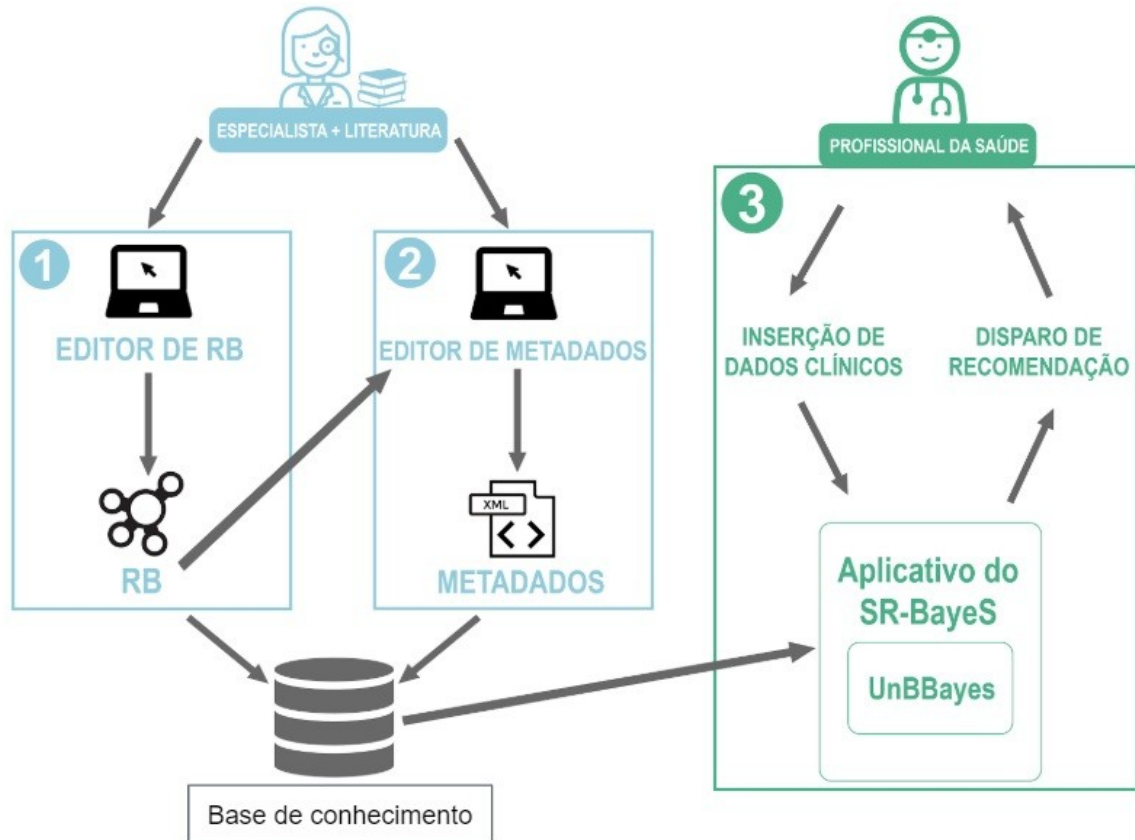 ESPECIALISTA + LITERATURA
PROFISSIONAL DA SAÚDE
1
EDITOR DE RB
RB
2
EDITOR DE METADADOS
XML
METADADOS
Base de conhecimento
3
INSERÇÃO DE
DADOS CLÍNICOS
DISPARO DE
RECOMENDAÇÃO
Aplicativo do
SR-BayeS
UnBBayes